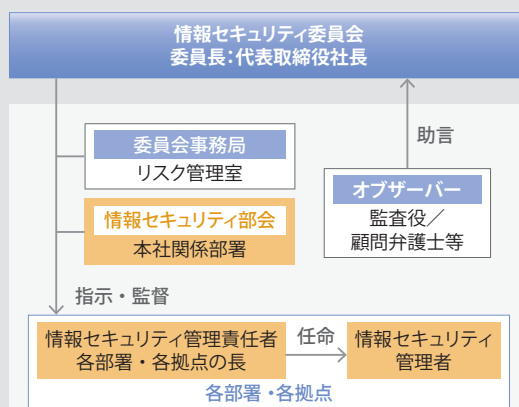 情報セキュリティ委員会
委員長：代表取締役社長
委員会事務局
リスク管理室
情報セキュリティ部会
本社関係部署
助言
オブザーバー
監査役／
顧問弁護士等
指示・監督
情報セキュリティ管理責任者
各部署・各拠点の長
任命
情報セキュリティ
管理者
各部署・各拠点